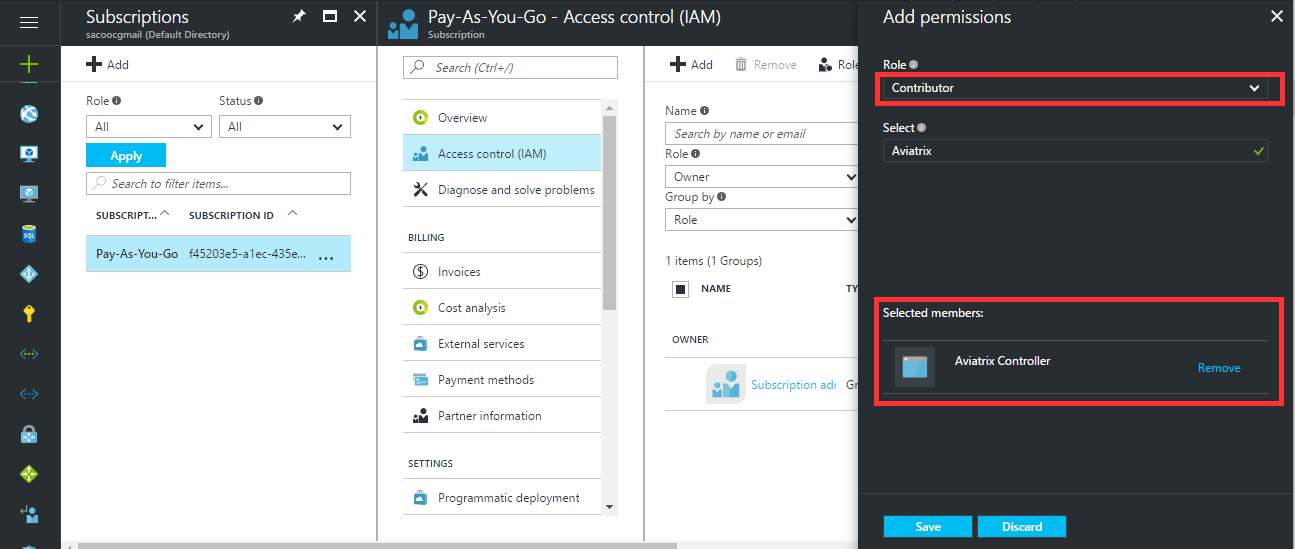 Subscriptions
sacoocgmail (Default Directory)
Add
Role
Status
All
All
Apply
Search to filter items...
SUBSCRIPT...
SUBSCRIPTION ID
Pay-As-You-Go
f45203e5-a1ec-435e...
...
Pay-As-You-Go - Access control (IAM)
Subscription
Search (Ctrl+/)
Overview
Access control (IAM)
Diagnose and solve problems
BILLING
Invoices
Cost analysis
External services
Payment methods
Partner information
SETTINGS
Programmatic deployment
Add
Remove
Role
Name
Search by name or email
Role
Owner
Group by
Role
1 items (1 Groups)
NAME
TY
OWNER
Subscription adı
Gr
SQL
Add permissions
Role
Contributor
Select
Aviatrix
Selected members:
Aviatrix Controller
Remove
Save
Discard